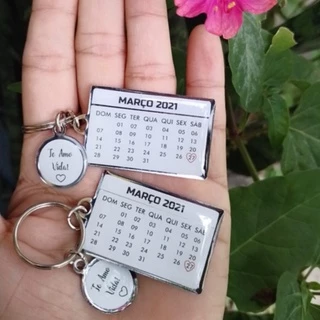 MARÇO 2021
DOM SEG TER QUA QUI SEX SAB
01 02 03 04 05 06
07 08 09 10 11 12 13
14 15 16 17 18 19 20
21 22 23 24 25 26 27
28 29 30 31
Te Amo
Vida!
MARÇO 2021
DOM SEG TER QUA QUI SEX SAB
01 02 03 04 05 06
07 08 09 10 11 12 13
14 15 16 17 18 19 20
21 22 23 24 25 26 27
28 29 30 31
Te Amo
Vida!